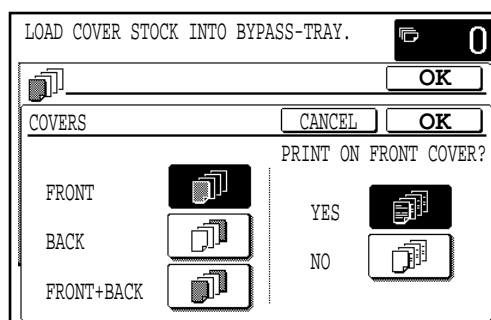 LOAD COVER STOCK INTO BYPASS-TRAY.
0
OK
COVERS
CANCEL
OK
PRINT ON FRONT COVER?
FRONT
YES
BACK
NO
FRONT+BACK